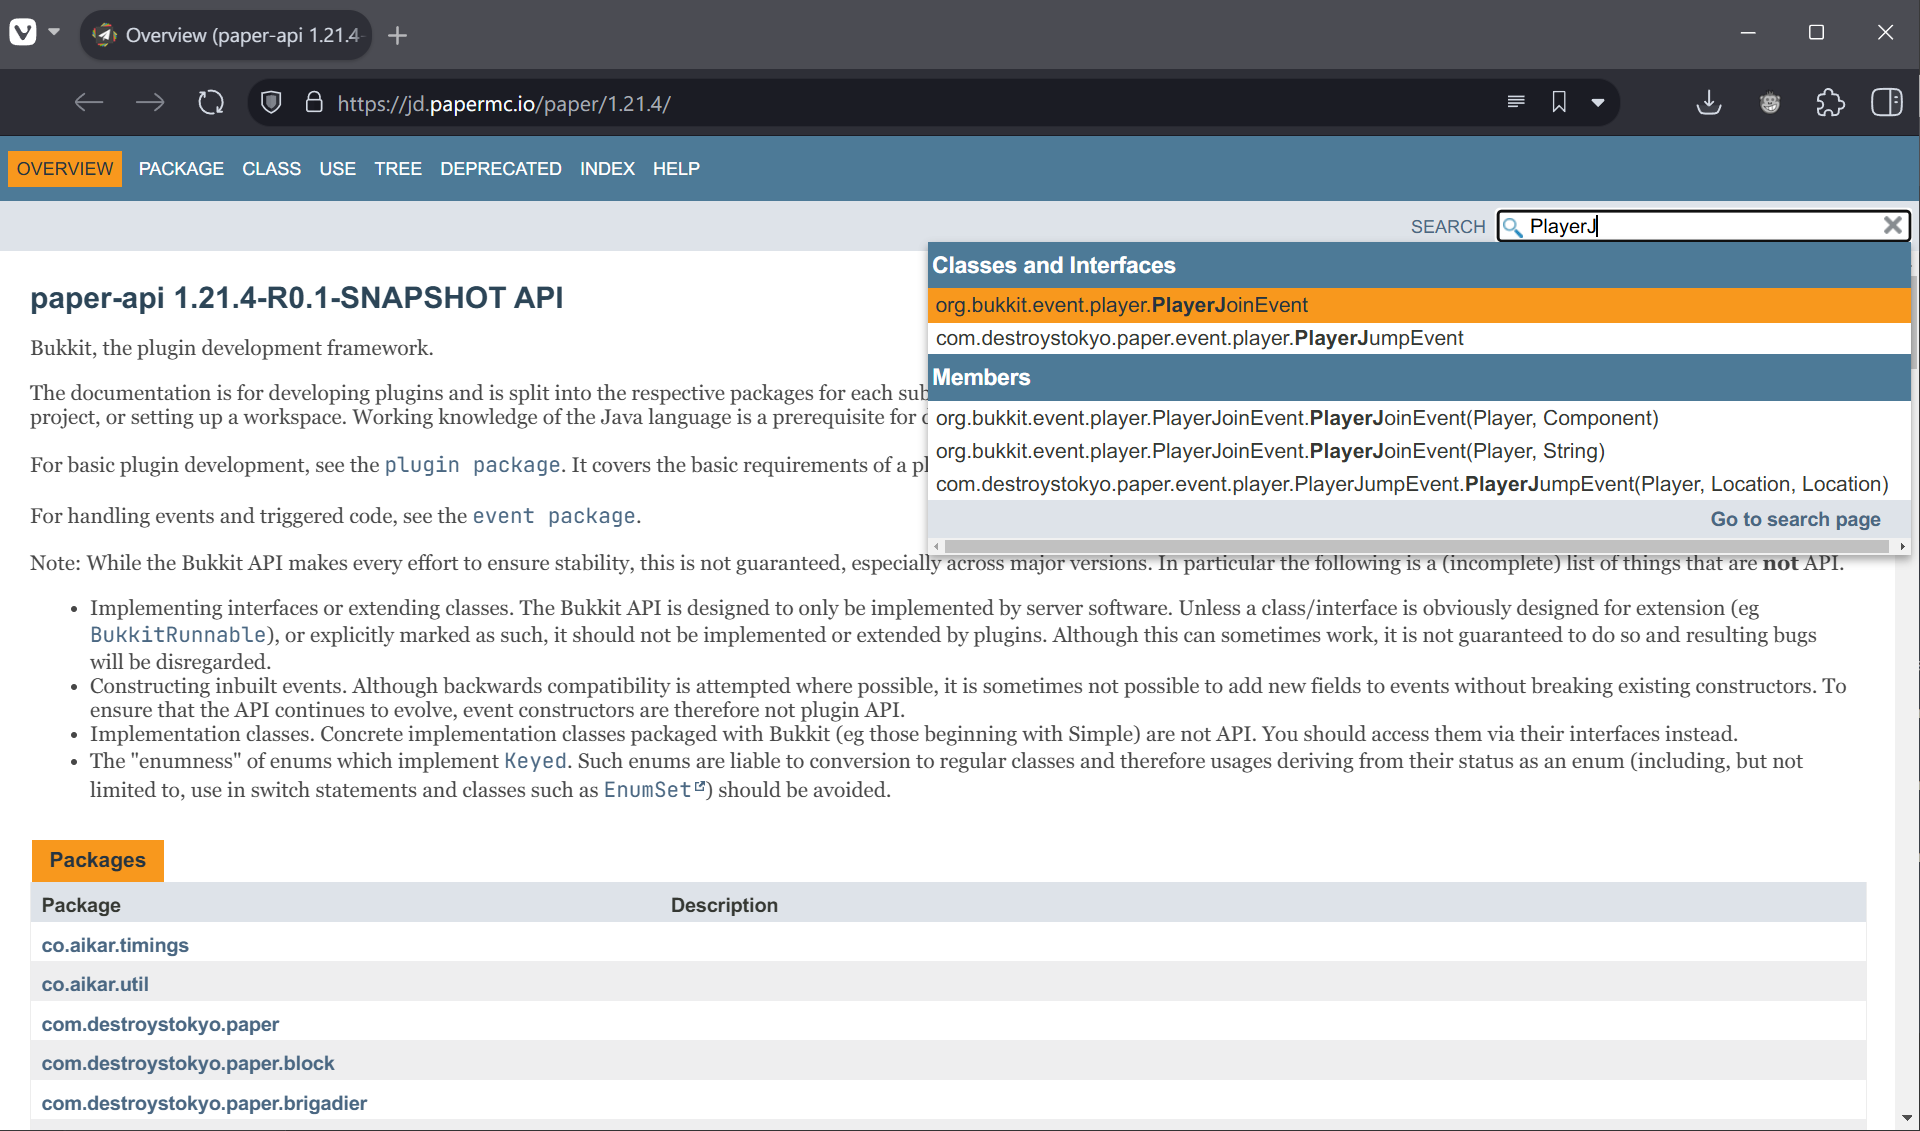 Overview (paper-api 1.21.4-
https://jd.papermc.io/paper/1.21.4/
OVERVIEW PACKAGE CLASS USE TREE DEPRECATED INDEX HELP
SEARCH PlayerJ
Classes and Interfaces
org.bukkit.event.player.PlayerJoinEvent
com.destroystokyo.paper.event.player.PlayerJumpEvent
Members
org.bukkit.event.player.PlayerJoinEvent.PlayerJoinEvent(Player, Component)
org.bukkit.event.player.PlayerJoinEvent.PlayerJoinEvent(Player, String)
com.destroystokyo.paper.event.player.PlayerJumpEvent.PlayerJumpEvent(Player, Location, Location)
Go to search page
paper-api 1.21.4-R0.1-SNAPSHOT API
Bukkit, the plugin development framework.
The documentation is for developing plugins and is split into the respective packages for each sub
project, or setting up a workspace. Working knowledge of the Java language is a prerequisite for
For basic plugin development, see the plugin package. It covers the basic requirements of a pl
For handling events and triggered code, see the event package.
Note: While the Bukkit API makes every effort to ensure stability, this is not guaranteed, especially across major versions. In particular the following is a (incomplete) list of things that are not API.
• Implementing interfaces or extending classes. The Bukkit API is designed to only be implemented by server software. Unless a class/interface is obviously designed for extension (eg
BukkitRunnable), or explicitly marked as such, it should not be implemented or extended by plugins. Although this can sometimes work, it is not guaranteed to do so and resulting bugs
will be disregarded.
• Constructing inbuilt events. Although backwards compatibility is attempted where possible, it is sometimes not possible to add new fields to events without breaking existing constructors. To
ensure that the API continues to evolve, event constructors are therefore not plugin API.
• Implementation classes. Concrete implementation classes packaged with Bukkit (eg those beginning with Simple) are not API. You should access them via their interfaces instead.
• The "enumness" of enums which implement Keyed. Such enums are liable to conversion to regular classes and therefore usages deriving from their status as an enum (including, but not
limited to, use in switch statements and classes such as EnumSet) should be avoided.
Packages
Package Description
co.aikar.timings
co.aikar.util
com.destroystokyo.paper
com.destroystokyo.paper.block
com.destroystokyo.paper.brigadier